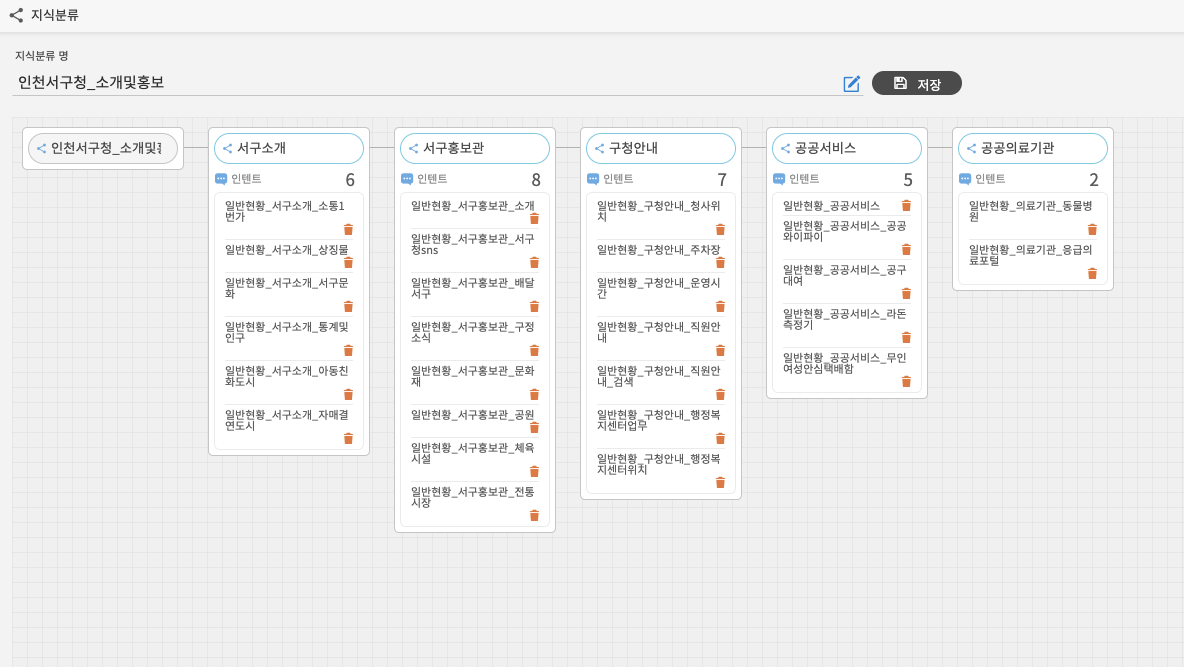 지식분류
지식분류 명
인천서구청_소개및홍보
저장
인천서구청_소개및홍
서구소개
인텐트 6
일반현황_서구소개_소통1
번가
일반현황_서구소개_상징물
일반현황_서구소개_서구문
화
일반현황_서구소개_통계및
인구
일반현황_서구소개_아동친
화도시
일반현황_서구소개_자매결
연도시
서구홍보관
인텐트 8
일반현황_서구홍보관_소개
일반현황_서구홍보관_서구
청sns
일반현황_서구홍보관_배달
서구
일반현황_서구홍보관_구정
소식
일반현황_서구홍보관_문화
재
일반현황_서구홍보관_공원
일반현황_서구홍보관_체육
시설
일반현황_서구홍보관_전통
시장
구청안내
인텐트 7
일반현황_구청안내_청사위
치
일반현황_구청안내_주차장
일반현황_구청안내_운영시
간
일반현황_구청안내_직원안
내
일반현황_구청안내_직원안
내_검색
일반현황_구청안내_행정복
지센터업무
일반현황_구청안내_행정복
지센터위치
공공서비스
인텐트 5
일반현황_공공서비스
일반현황_공공서비스_공공
와이파이
일반현황_공공서비스_공구
대여
일반현황_공공서비스_라돈
측정기
일반현황_공공서비스_무인
여성안심택배함
공공의료기관
인텐트 2
일반현황_의료기관_동물병
원
일반현황_의료기관_응급의
료포털